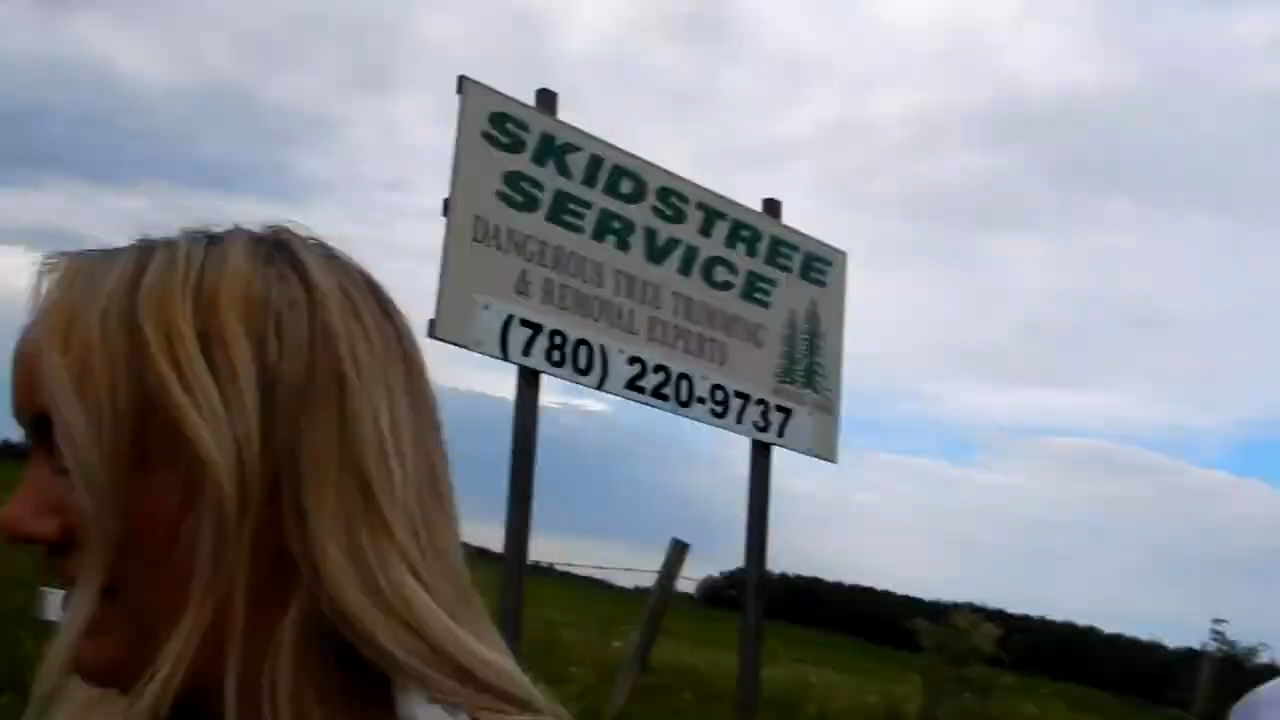 SKIDSTREE
SERVICE
DANGEROUS TREE TRIMMING
& REMOVAL EXPERTS
(780) 220-9737